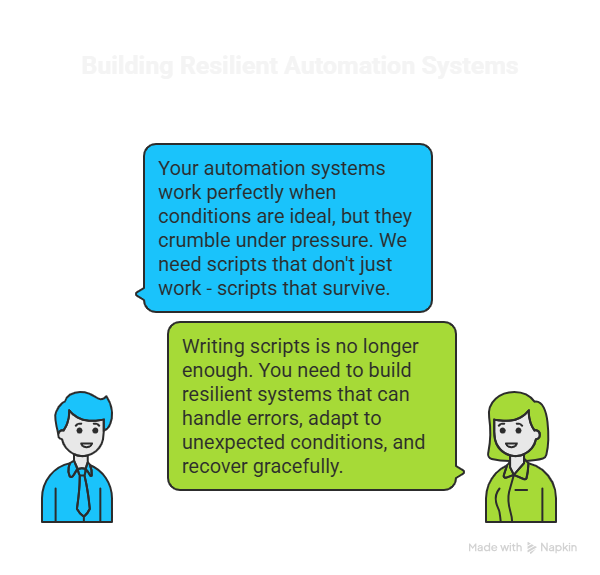 Building Resilient Automation Systems
Your automation systems
work perfectly when
conditions are ideal, but they
crumble under pressure. We
need scripts that don't just
work - scripts that survive.
Writing scripts is no longer
enough. You need to build
resilient systems that can
handle errors, adapt to
unexpected conditions, and
recover gracefully.
Made with Napkin